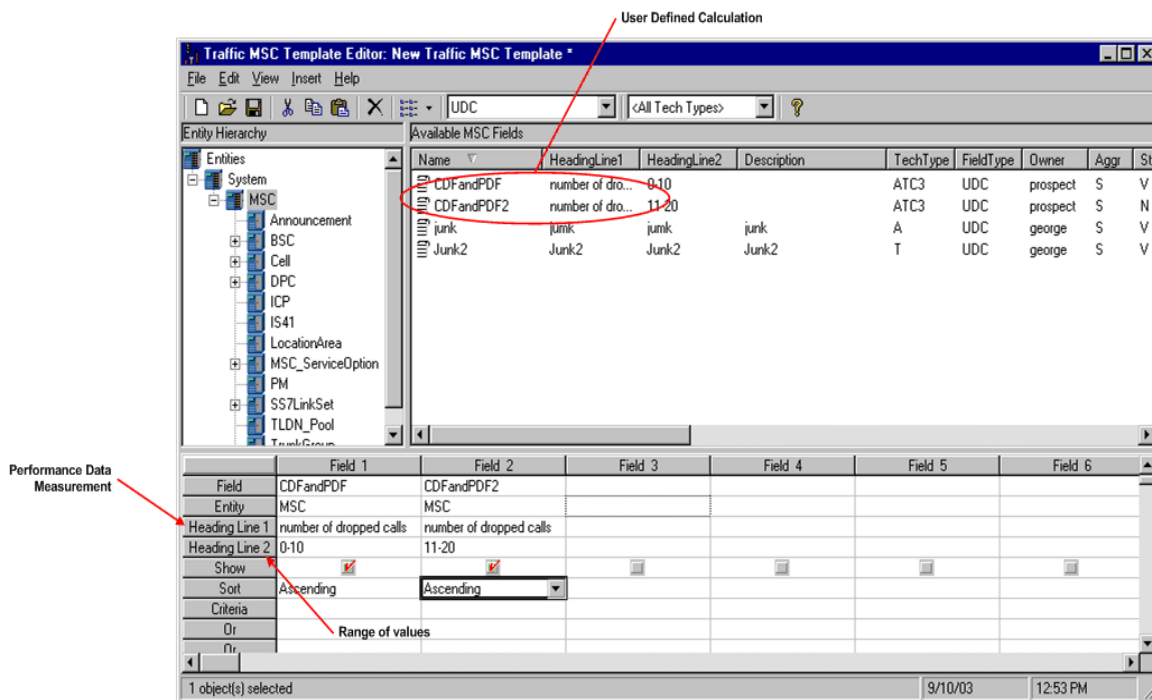 User Defined Calculation
Traffic MSC Template Editor: New Traffic MSC Template *
File Edit View Insert Help
UDC <All Tech Types>
Entity Hierarchy Available MSC Fields
Name HeadingLine1 HeadingLine2 Description TechType FieldType Owner Aggr St
CDFandPDF number of dro... 0-10 ATC3 UDC prospect S V
CDFandPDF2 number of dro... 11-20 ATC3 UDC prospect S N
junk jumk jumk junk A UDC george S V
Junk2 Junk2 Junk2 Junk2 T UDC george S V
Entities
System
MSC
Announcement
BSC
Cell
DPC
ICP
IS41
LocationArea
MSC_ServiceOption
PM
SS7LinkSet
TLDN_Pool
TrunkGroup
Performance Data
Measurement
Field 1 Field 2 Field 3 Field 4 Field 5 Field 6
Field CDFandPDF CDFandPDF2
Entity MSC MSC
Heading Line 1 number of dropped calls number of dropped calls
Heading Line 2 0-10 11-20
Show
Sort Ascending Ascending
Criteria
Or
Or
Range of values
1 object(s) selected 9/10/03 12:53 PM